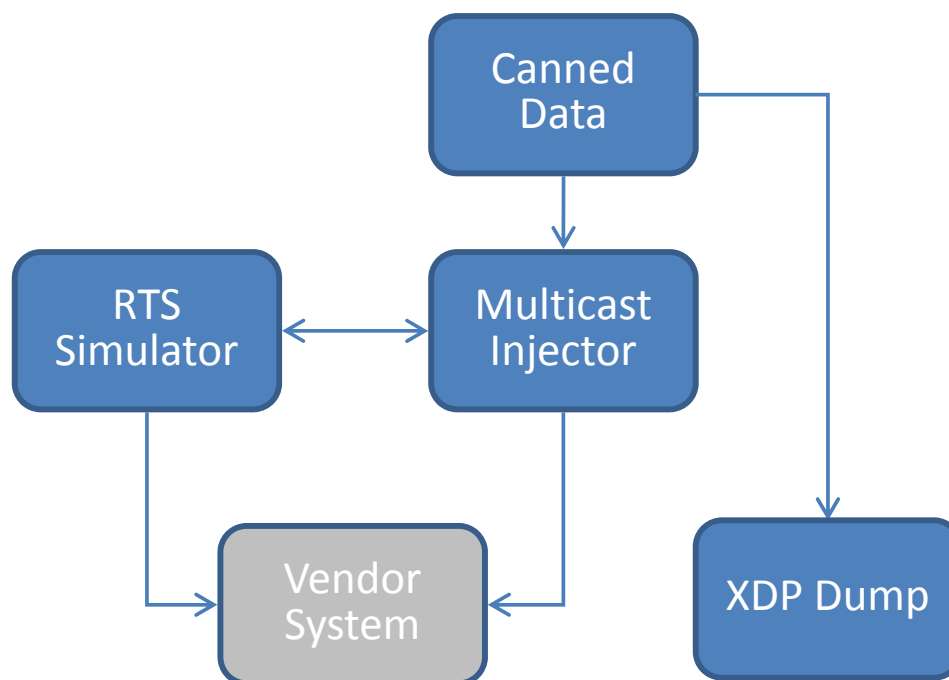 Canned
Data
RTS
Simulator
Multicast
Injector
Vendor
System
XDP Dump